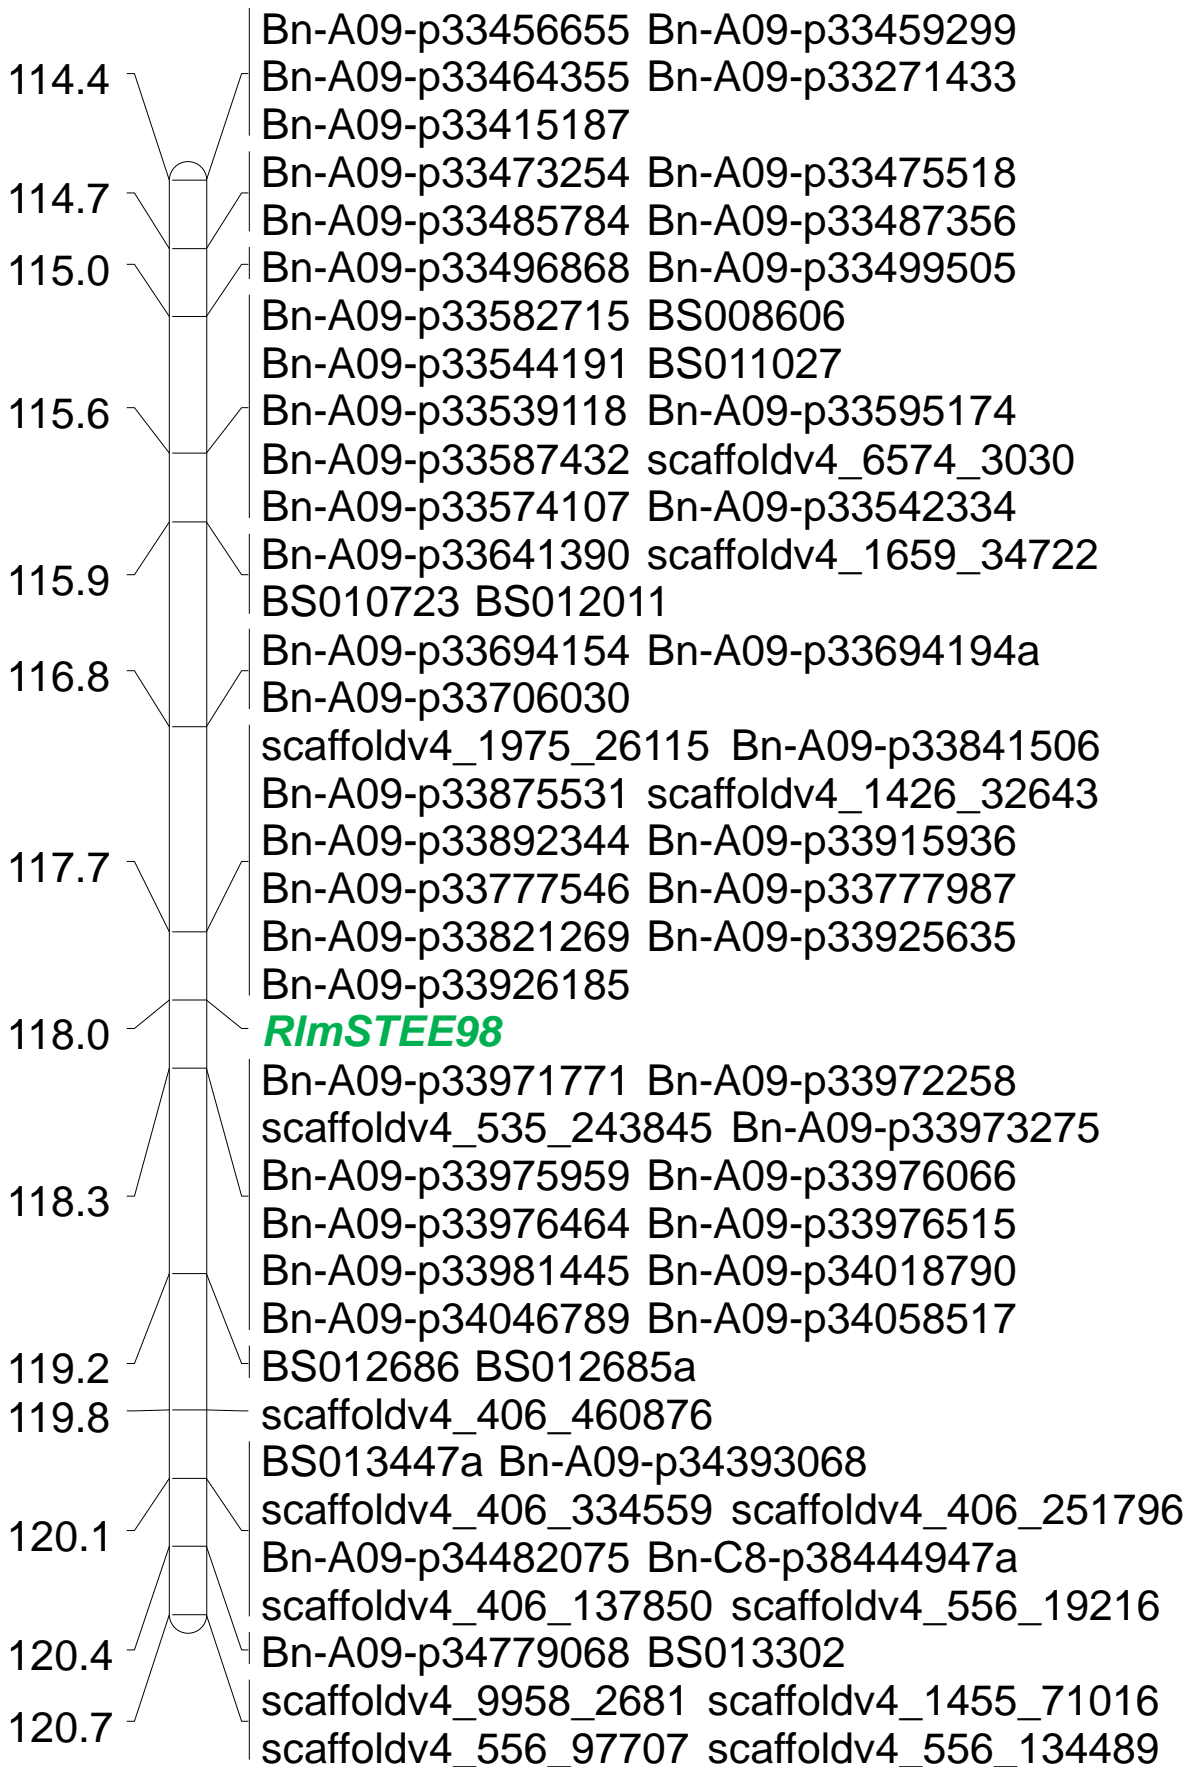 Bn-A09-p33456655 Bn-A09-p33459299
114.4 Bn-A09-p33464355 Bn-A09-p33271433
Bn-A09-p33415187
Bn-A09-p33473254 Bn-A09-p33475518
114.7
Bn-A09-p33485784 Bn-A09-p33487356
115.0 Bn-A09-p33496868 Bn-A09-p33499505
Bn-A09-p33582715 BS008606
Bn-A09-p33544191 BS011027
115.6 Bn-A09-p33539118 Bn-A09-p33595174
Bn-A09-p33587432 scaffoldv4_6574_3030
Bn-A09-p33574107 Bn-A09-p33542334
Bn-A09-p33641390 scaffoldv4_1659_34722
115.9
BS010723 BS012011
Bn-A09-p33694154 Bn-A09-p33694194a
116.8
Bn-A09-p33706030
scaffoldv4_1975_26115 Bn-A09-p33841506
Bn-A09-p33875531 scaffoldv4_1426_32643
Bn-A09-p33892344 Bn-A09-p33915936
117.7
Bn-A09-p33777546 Bn-A09-p33777987
Bn-A09-p33821269 Bn-A09-p33925635
Bn-A09-p33926185
118.0 RlmSTEE98
Bn-A09-p33971771 Bn-A09-p33972258
scaffoldv4_535_243845 Bn-A09-p33973275
Bn-A09-p33975959 Bn-A09-p33976066
118.3
Bn-A09-p33976464 Bn-A09-p33976515
Bn-A09-p33981445 Bn-A09-p34018790
Bn-A09-p34046789 Bn-A09-p34058517
119.2 BS012686 BS012685a
119.8 scaffoldv4_406_460876
BS013447a Bn-A09-p34393068
scaffoldv4_406_334559 scaffoldv4_406_251796
120.1
Bn-A09-p34482075 Bn-C8-p38444947a
scaffoldv4_406_137850 scaffoldv4_556_19216
120.4 Bn-A09-p34779068 BS013302
scaffoldv4_9958_2681 scaffoldv4_1455_71016
120.7
scaffoldv4_556_97707 scaffoldv4_556_134489